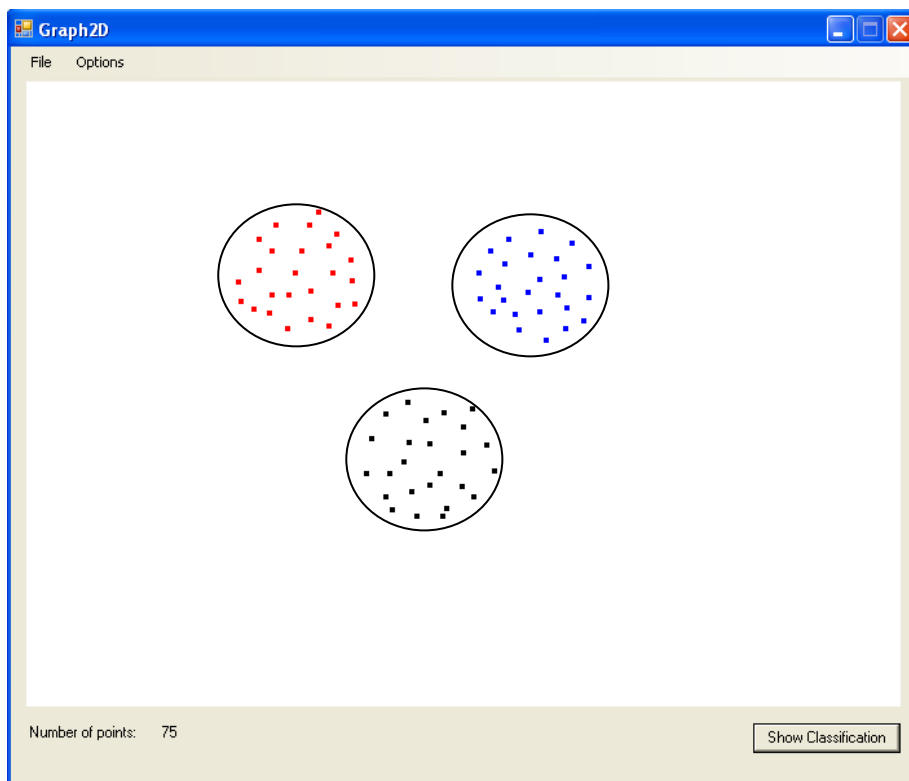 Graph2D
File Options
Number of points: 75
Show Classification